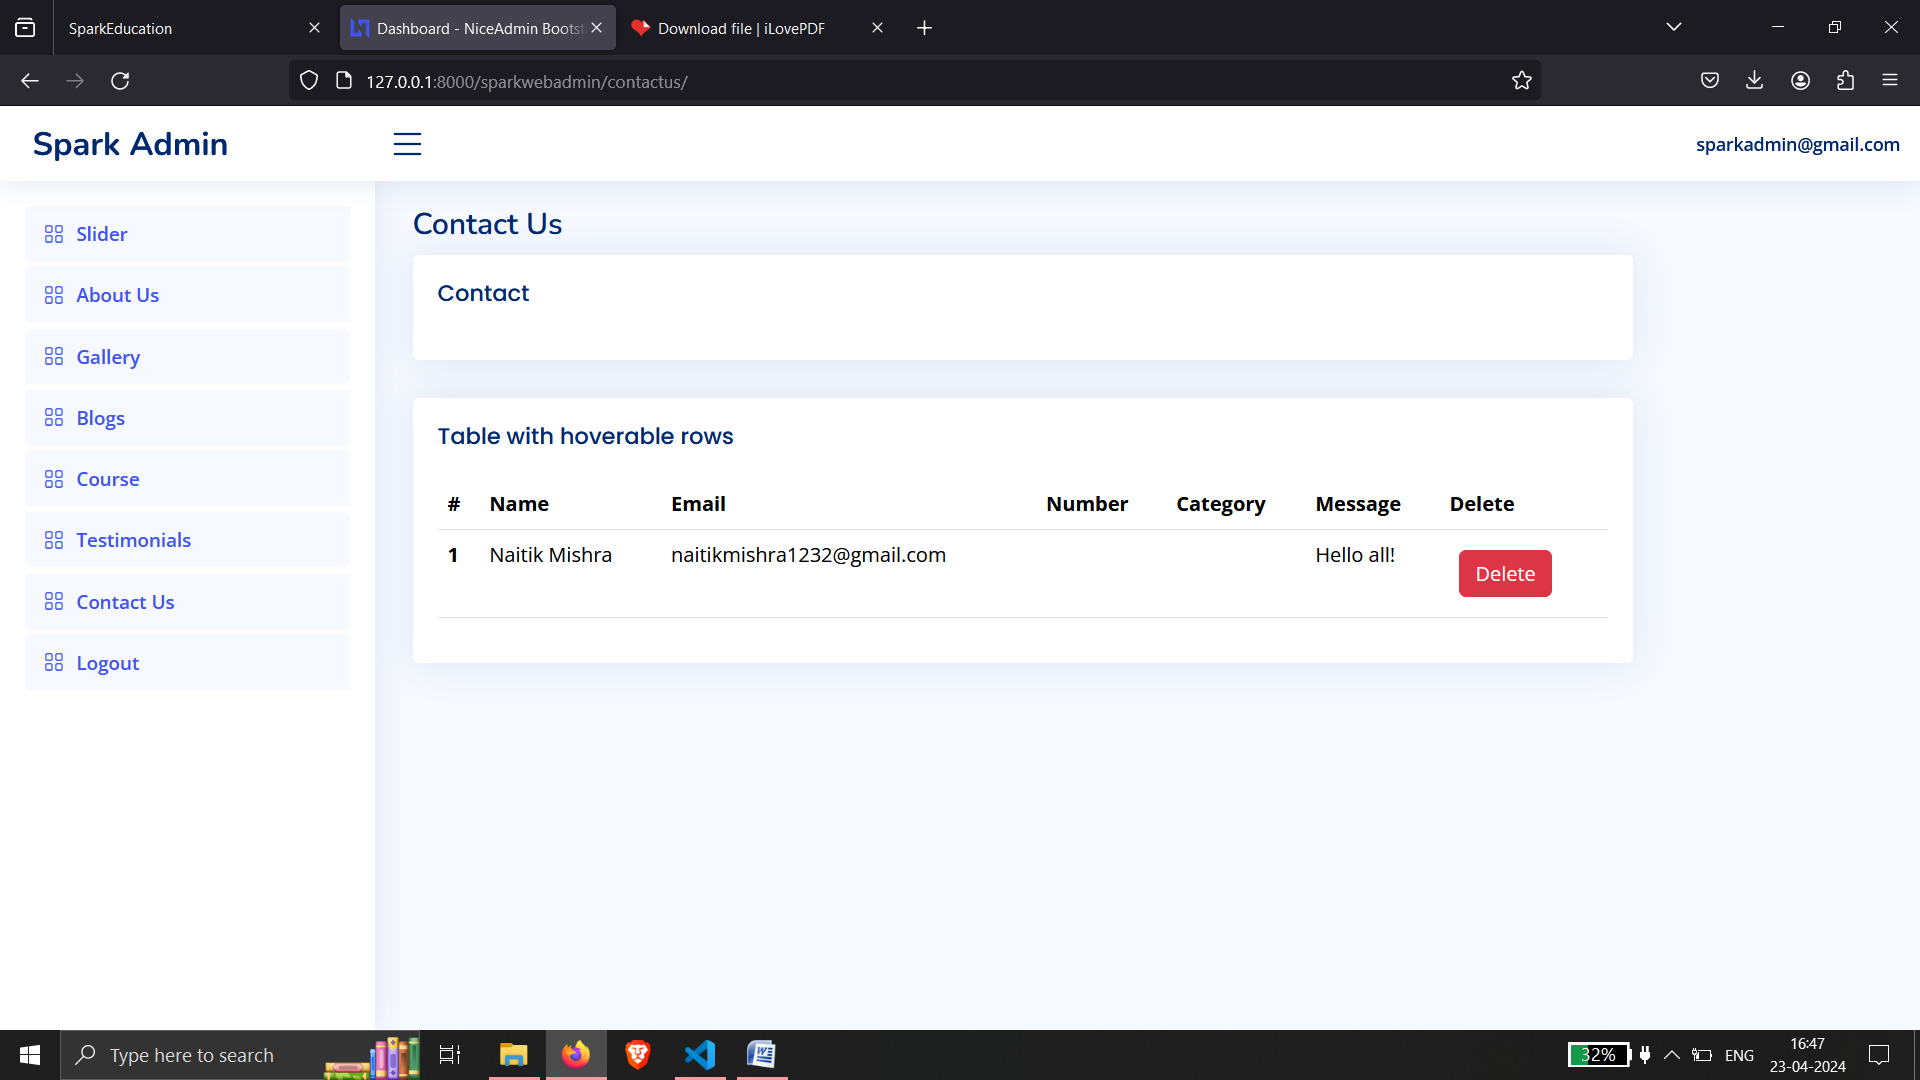 SparkEducation
Dashboard - NiceAdmin Bootst
Download file | iLovePDF
127.0.0.1:8000/sparkwebadmin/contactus/
Spark Admin
sparkadmin@gmail.com
Slider
About Us
Gallery
Blogs
Course
Testimonials
Contact Us
Logout
Contact Us
Contact
Table with hoverable rows
# Name Email Number Category Message Delete
1 Naitik Mishra naitikmishra1232@gmail.com Hello all! Delete
Type here to search
32%
ENG
16:47
23-04-2024